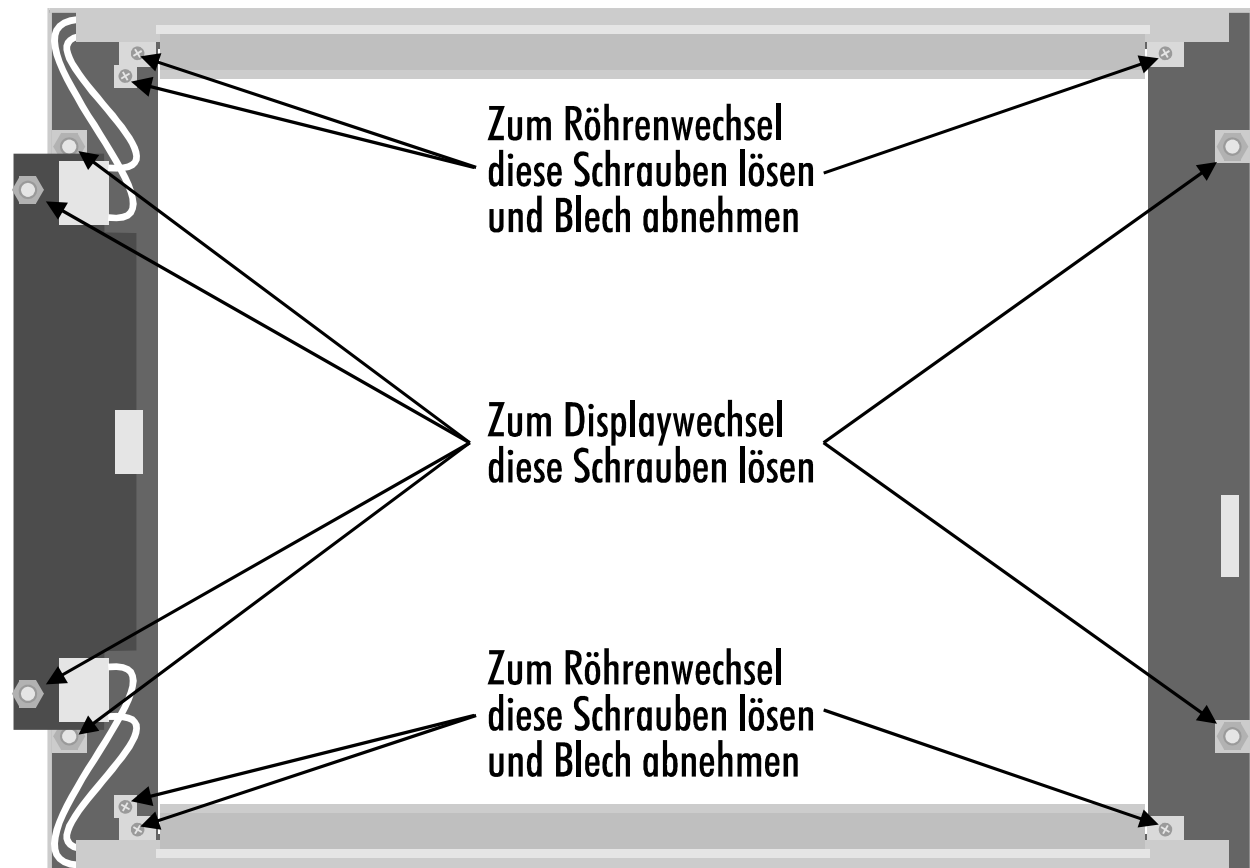 Zum Röhrenwechsel
diese Schrauben lösen
und Blech abnehmen
Zum Displaywechsel
diese Schrauben lösen
Zum Röhrenwechsel
diese Schrauben lösen
und Blech abnehmen